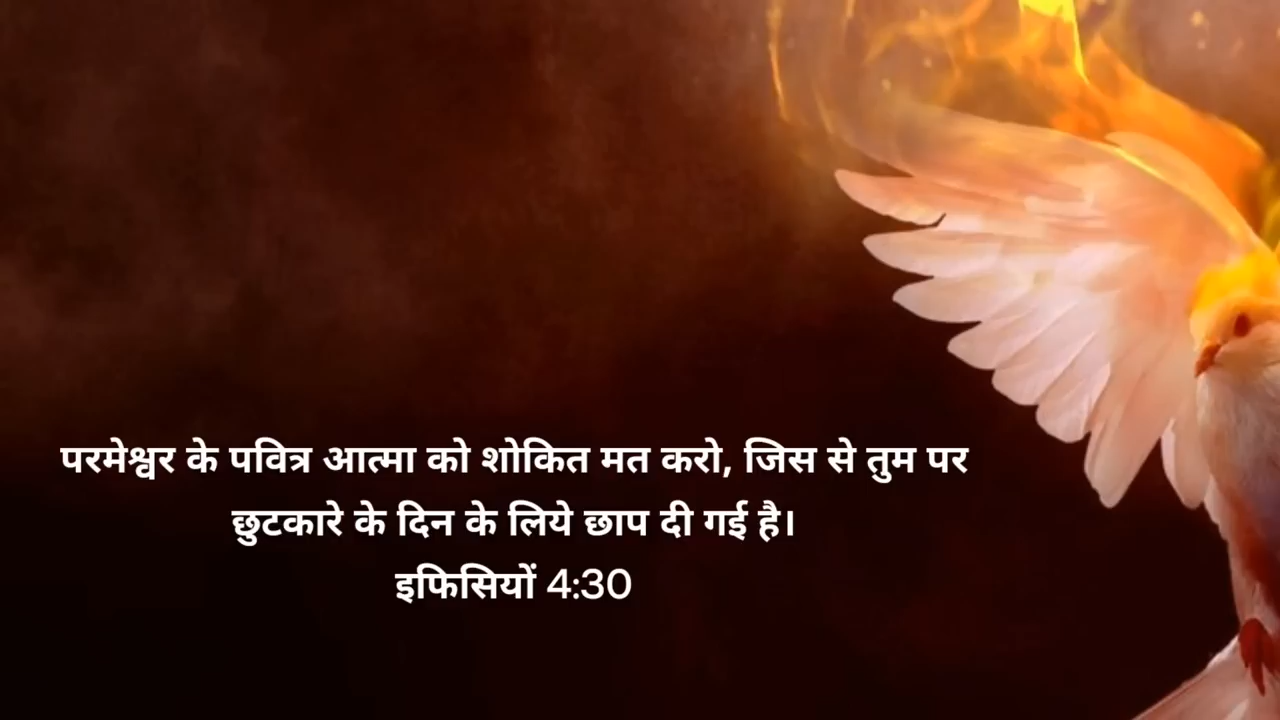 परमेश्वर के पवित्र आत्मा को शोकित मत करो, जिस से तुम पर
छुटकारे के दिन के लिये छाप दी गई है।
इफिसियों 4:30